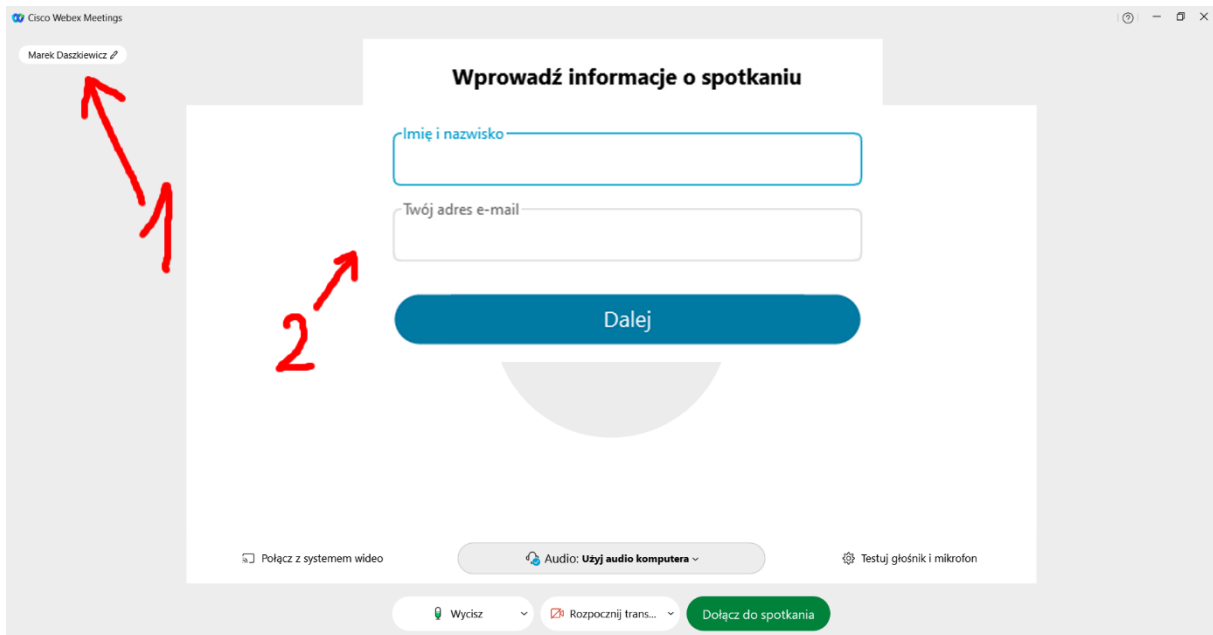 Cisco Webex Meetings
Marek Daszkiewicz
Wprowadź informacje o spotkaniu
Imię i nazwisko
1
Twój adres e-mail
2
Dalej
Połącz z systemem wideo
Audio: Użyj audio komputera
Testuj głośnik i mikrofon
Wycisz
Rozpocznij trans...
Dołącz do spotkania